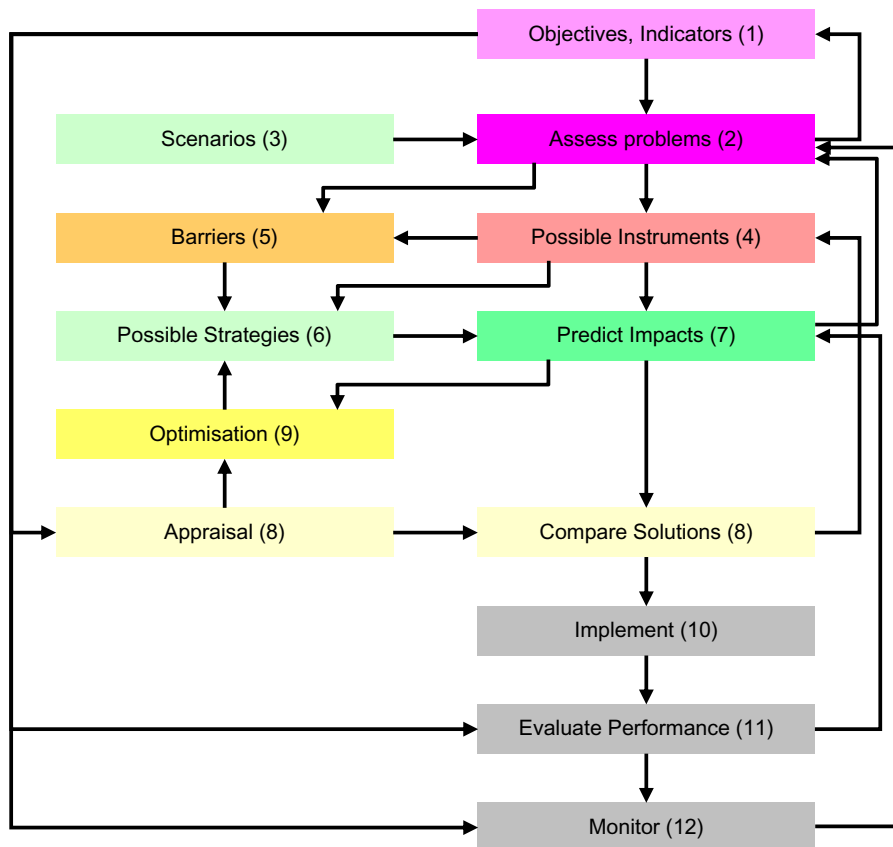 Objectives, Indicators (1)
Scenarios (3)
Assess problems (2)
Barriers (5)
Possible Instruments (4)
Possible Strategies (6)
Predict Impacts (7)
Optimisation (9)
Appraisal (8)
Compare Solutions (8)
Implement (10)
Evaluate Performance (11)
Monitor (12)